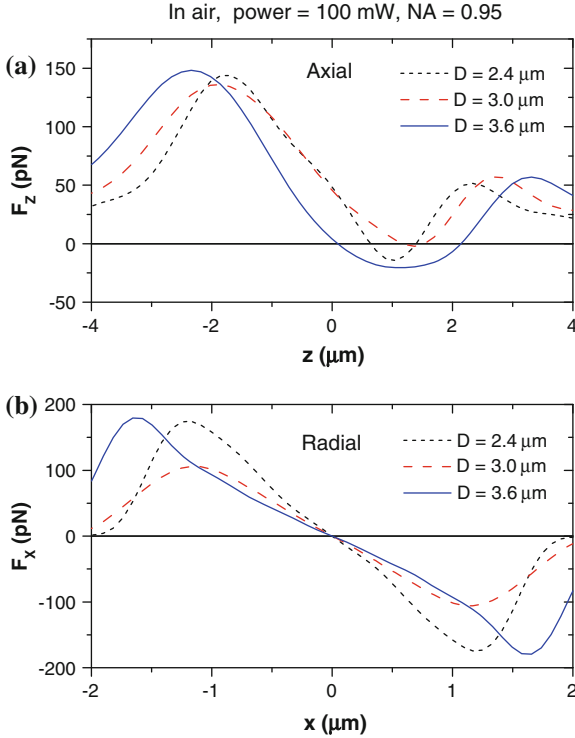 In air, power = 100 mW, NA = 0.95
(a)
Axial
D = 2.4 μm
D = 3.0 μm
D = 3.6 μm
150
100
50
0
-50
F_z (pN)
-4
-2
0
2
4
z (μm)
(b)
Radial
D = 2.4 μm
D = 3.0 μm
D = 3.6 μm
200
100
0
-100
-200
F_x (pN)
-2
-1
0
1
2
x (μm)